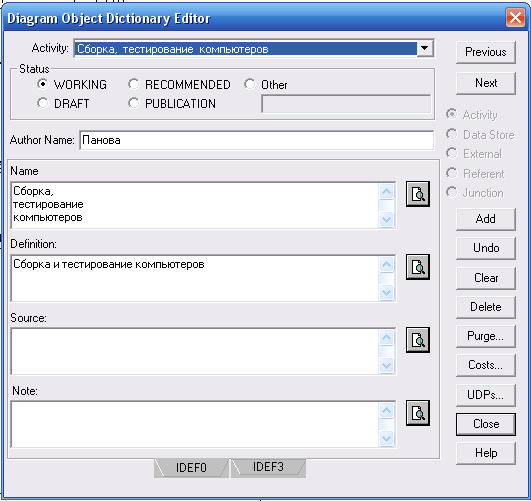 Diagram Object Dictionary Editor
Activity: Сборка, тестирование компьютеров
Previous
Status
WORKING RECOMMENDED Other
DRAFT PUBLICATION
Next
Activity
Data Store
External
Referent
Junction
Author Name: Панова
Name
Сборка,
тестирование
компьютеров
Add
Undo
Definition:
Сборка и тестирование компьютеров
Clear
Delete
Source:
Purge...
Costs...
Note:
UDPs...
Close
Help
IDEF0 IDEF3